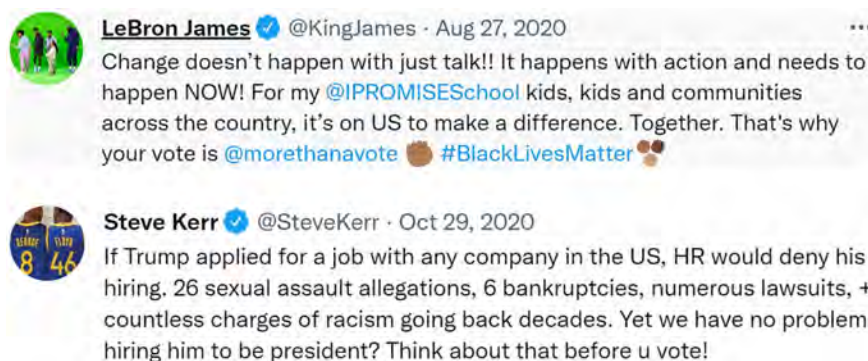 LeBron James @KingJames · Aug 27, 2020 ...
Change doesn't happen with just talk!! It happens with action and needs to
happen NOW! For my @IPROMISESchool kids, kids and communities
across the country, it's on US to make a difference. Together. That's why
your vote is @morethanavote ✊🏾 #BlackLivesMatter
Steve Kerr @SteveKerr · Oct 29, 2020
GEORGE FLOYD
8 46
If Trump applied for a job with any company in the US, HR would deny his
hiring. 26 sexual assault allegations, 6 bankruptcies, numerous lawsuits, +
countless charges of racism going back decades. Yet we have no problem
hiring him to be president? Think about that before u vote!